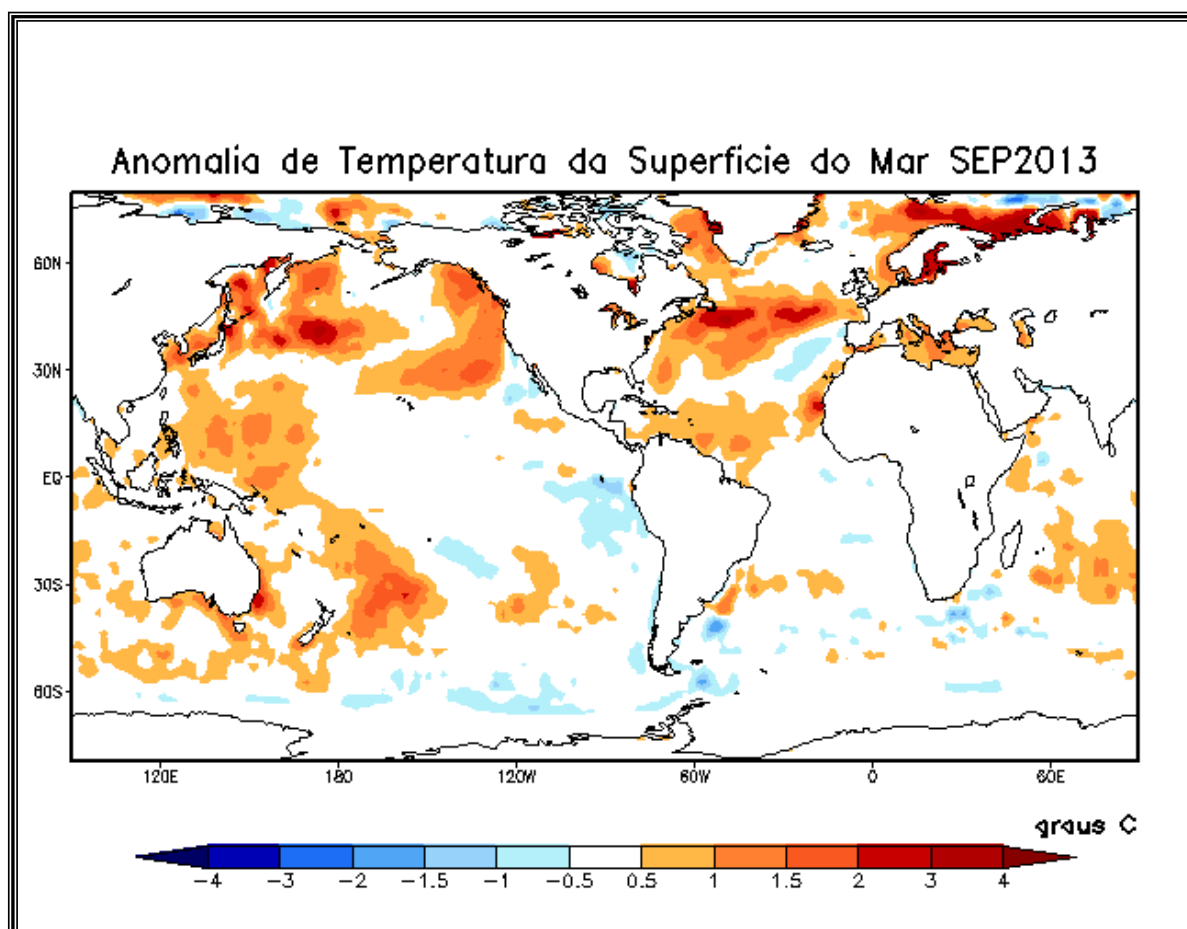 Anomalia de Temperatura da Superficie do Mar SEP2013
60N
30N
EQ
30S
60S
120E 180 120W 60W 0 60E
graus C
-4 -3 -2 -1.5 -1 -0.5 0.5 1 1.5 2 3 4